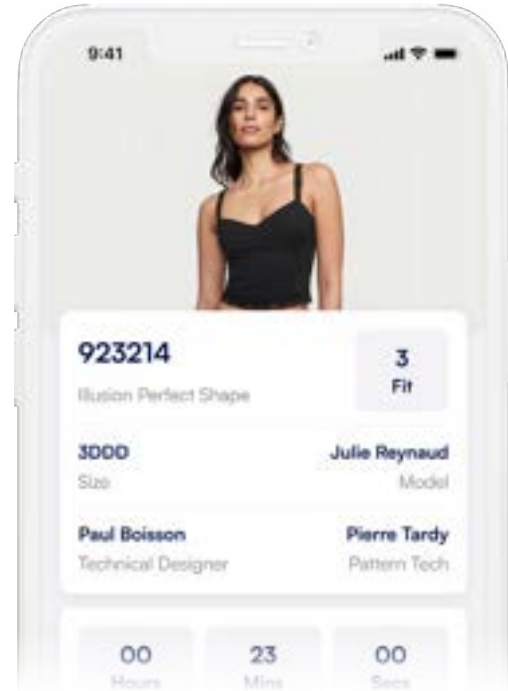 9:41
923214
3
Fit
Illusion Perfect Shape
3DDD
Julie Reynaud
Size
Model
Paul Boisson
Pierre Tardy
Technical Designer
Pattern Tech
00
23
00
Hours
Mins
Secs